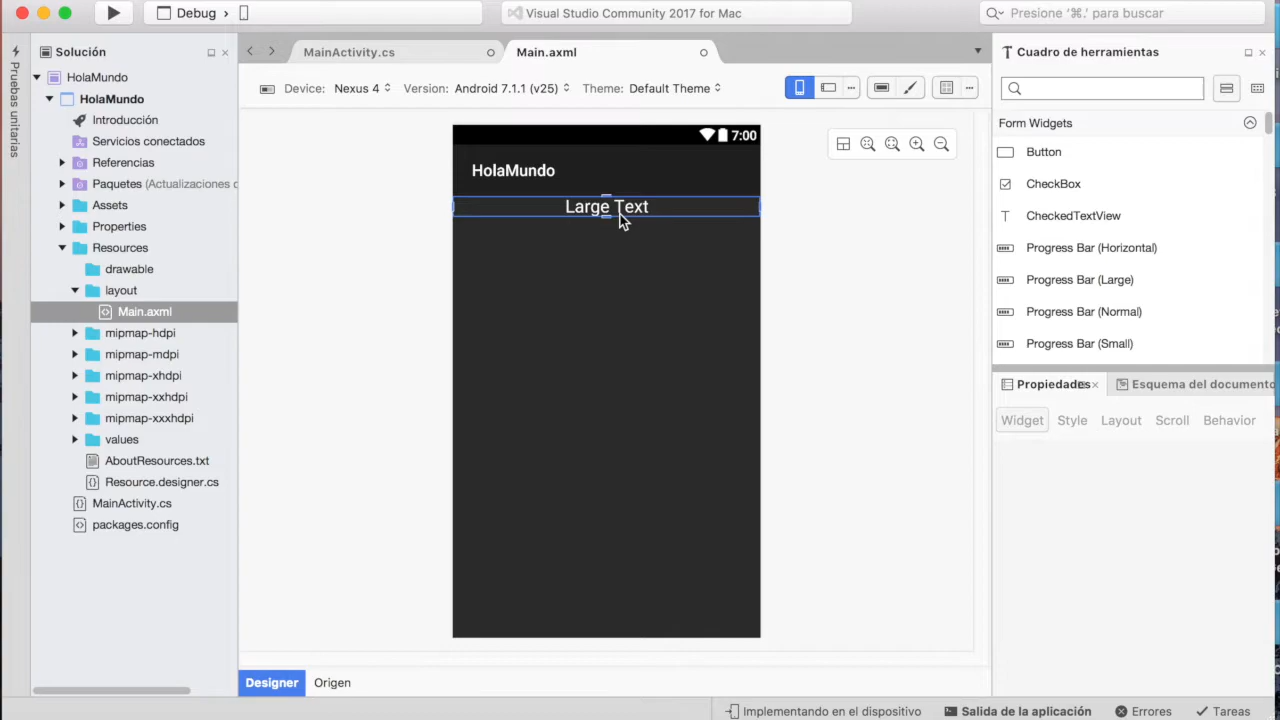 Debug
Visual Studio Community 2017 for Mac
Presione '⌘.' para buscar
Pruebas unitarias
Solución
HolaMundo
HolaMundo
Introducción
Servicios conectados
Referencias
Paquetes (Actualizaciones d
Assets
Properties
Resources
drawable
layout
Main.axml
mipmap-hdpi
mipmap-mdpi
mipmap-xhdpi
mipmap-xxhdpi
mipmap-xxxhdpi
values
AboutResources.txt
Resource.designer.cs
MainActivity.cs
packages.config
MainActivity.cs
Main.axml
Device: Nexus 4 Version: Android 7.1.1 (v25) Theme: Default Theme
7:00
HolaMundo
Large Text
Designer
Origen
Cuadro de herramientas
Form Widgets
Button
CheckBox
CheckedTextView
Progress Bar (Horizontal)
Progress Bar (Large)
Progress Bar (Normal)
Progress Bar (Small)
Propiedades
Esquema del documento
Widget Style Layout Scroll Behavior
Implementando en el dispositivo
Salida de la aplicación
Errores
Tareas